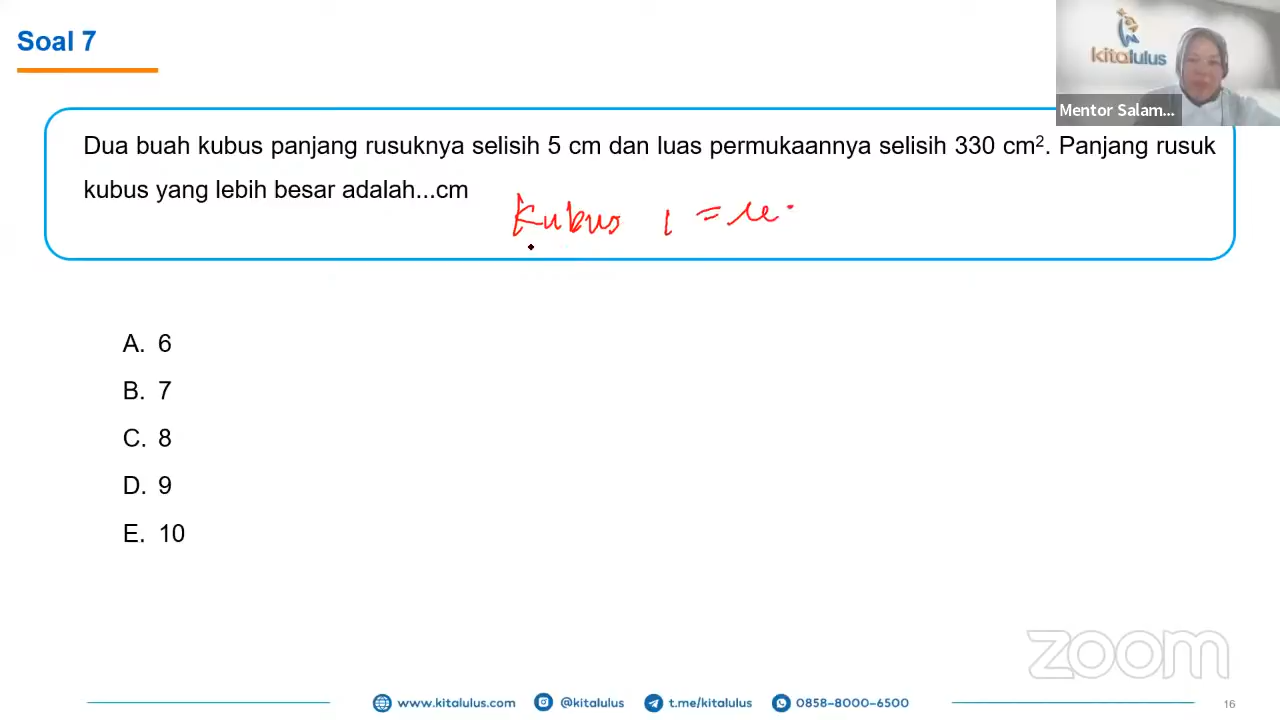 Soal 7
kitalulus
Mentor Salam...
Dua buah kubus panjang rusuknya selisih 5 cm dan luas permukaannya selisih 330 cm². Panjang rusuk
kubus yang lebih besar adalah...cm
Kubus 1 =
A. 6
B. 7
C. 8
D. 9
E. 10
zoom
www.kitalulus.com @kitalulus t.me/kitalulus 0858-8000-6500
16